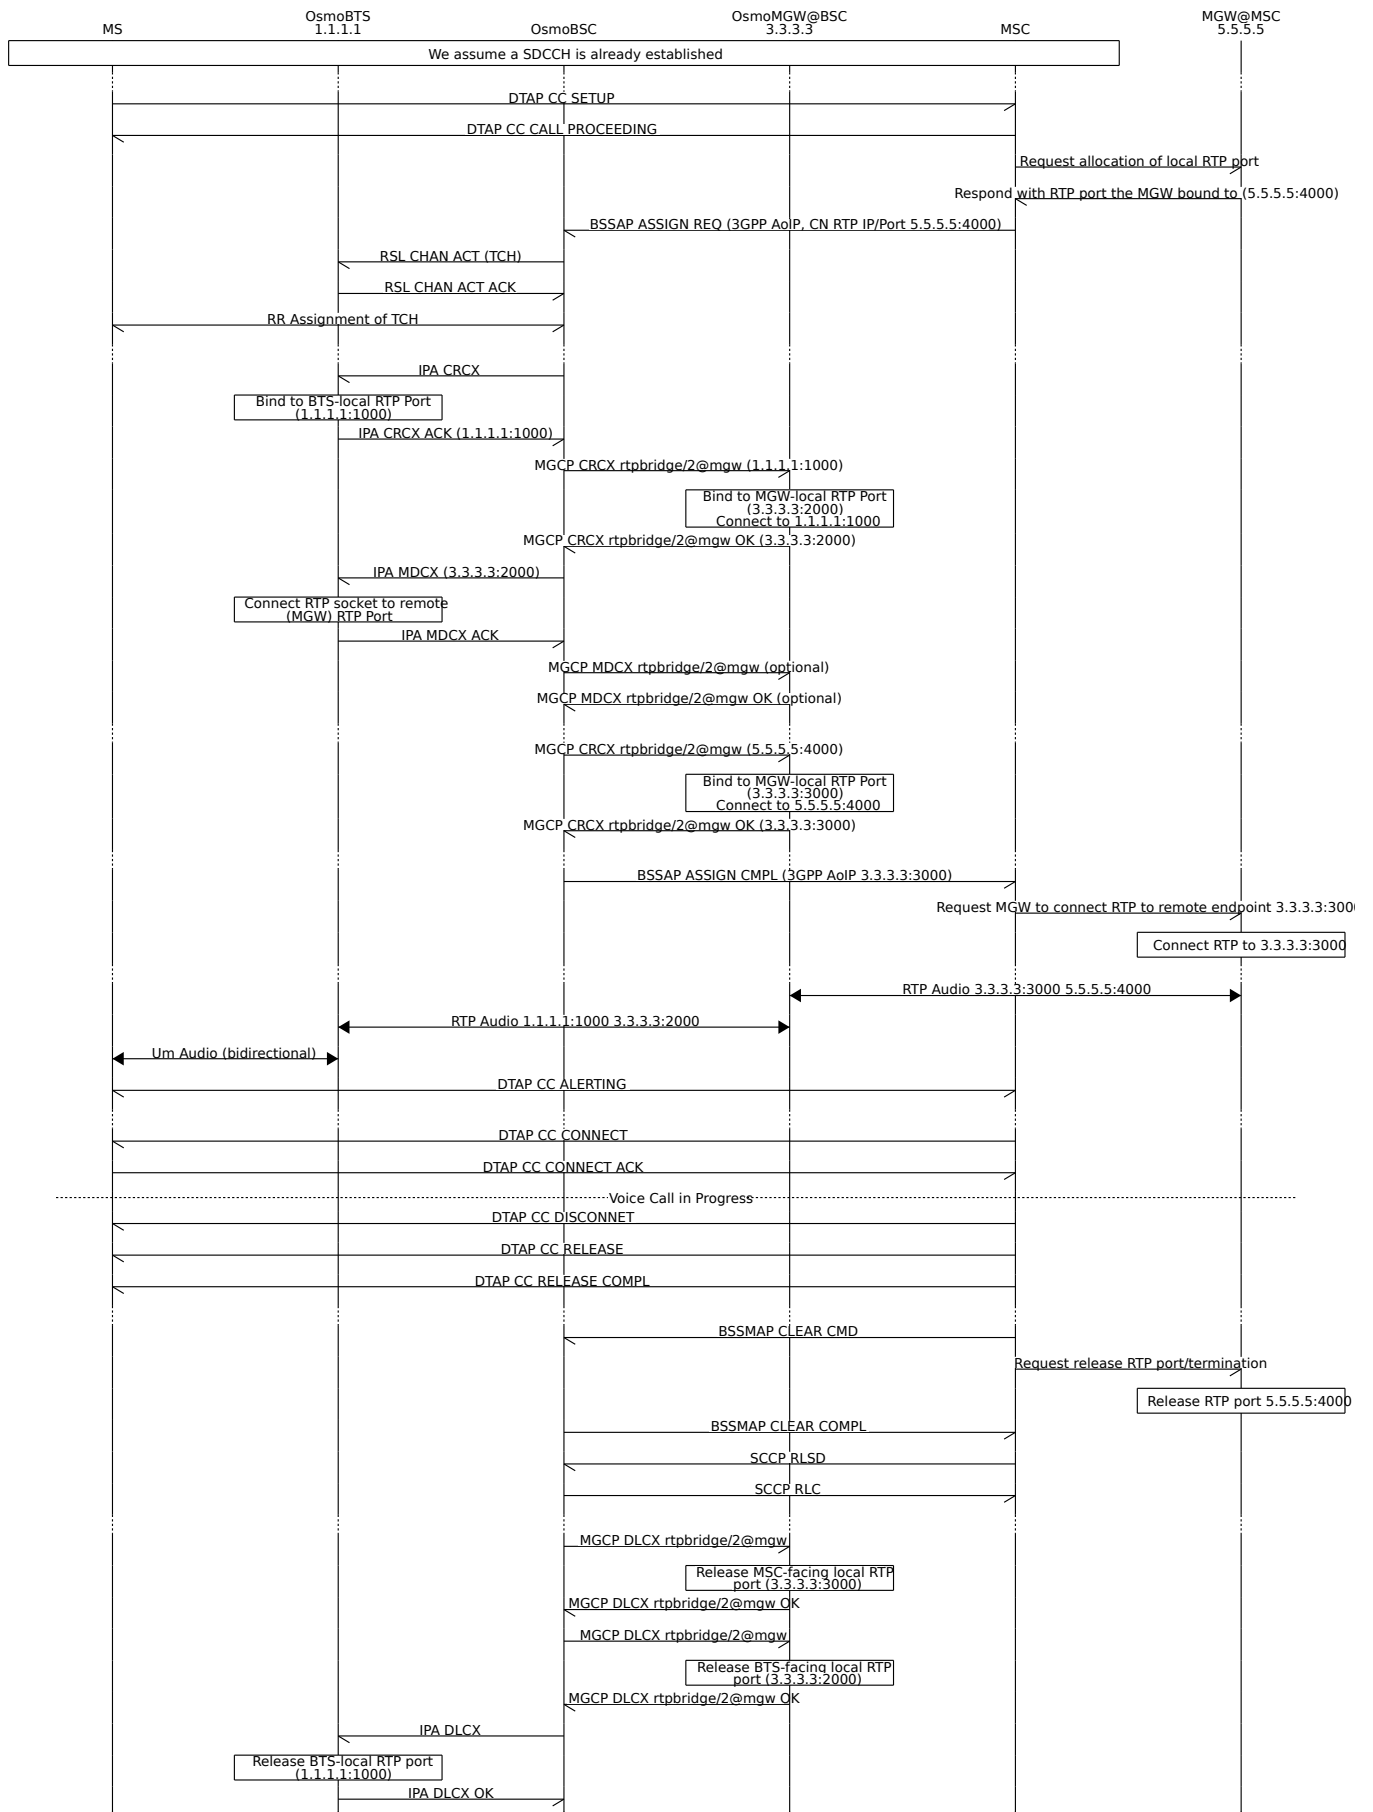 OsmoBTS
OsmoMGW@BSC
MGW@MSC
MS
1.1.1.1
OsmoBSC
3.3.3.3
MSC
5.5.5.5
We assume a SDCCH is already established
DTAP CC SETUP
DTAP CC CALL PROCEEDING
Request allocation of local RTP port
Respond with RTP port the MGW bound to (5.5.5.5:4000)
BSSAP ASSIGN REQ (3GPP AoIP, CN RTP IP/Port 5.5.5.5:4000)
RSL CHAN ACT (TCH)
RSL CHAN ACT ACK
RR Assignment of TCH
IPA CRCX
Bind to BTS-local RTP Port
(1.1.1.1:1000)
IPA CRCX ACK (1.1.1.1:1000)
MGCP CRCX rtpbridge/2@mgw (1.1.1.1:1000)
Bind to MGW-local RTP Port
(3.3.3.3:2000)
Connect to 1.1.1.1:1000
MGCP CRCX rtpbridge/2@mgw OK (3.3.3.3:2000)
IPA MDCX (3.3.3.3:2000)
Connect RTP socket to remote
(MGW) RTP Port
IPA MDCX ACK
MGCP MDCX rtpbridge/2@mgw (optional)
MGCP MDCX rtpbridge/2@mgw OK (optional)
MGCP CRCX rtpbridge/2@mgw (5.5.5.5:4000)
Bind to MGW-local RTP Port
(3.3.3.3:3000)
Connect to 5.5.5.5:4000
MGCP CRCX rtpbridge/2@mgw OK (3.3.3.3:3000)
BSSAP ASSIGN CMPL (3GPP AoIP 3.3.3.3:3000)
Request MGW to connect RTP to remote endpoint 3.3.3.3:300
Connect RTP to 3.3.3.3:3000
RTP Audio 3.3.3.3:3000 5.5.5.5:4000
RTP Audio 1.1.1.1:1000 3.3.3.3:2000
Um Audio (bidirectional)
DTAP CC ALERTING
DTAP CC CONNECT
DTAP CC CONNECT ACK
Voice Call in Progress
DTAP CC DISCONNET
DTAP CC RELEASE
DTAP CC RELEASE COMPL
BSSMAP CLEAR CMD
Request release RTP port/termination
Release RTP port 5.5.5.5:4000
BSSMAP CLEAR COMPL
SCCP RLSD
SCCP RLC
MGCP DLCX rtpbridge/2@mgw
Release MSC-facing local RTP
port (3.3.3.3:3000)
MGCP DLCX rtpbridge/2@mgw OK
MGCP DLCX rtpbridge/2@mgw
Release BTS-facing local RTP
port (3.3.3.3:2000)
MGCP DLCX rtpbridge/2@mgw OK
IPA DLCX
Release BTS-local RTP port
(1.1.1.1:1000)
IPA DLCX OK